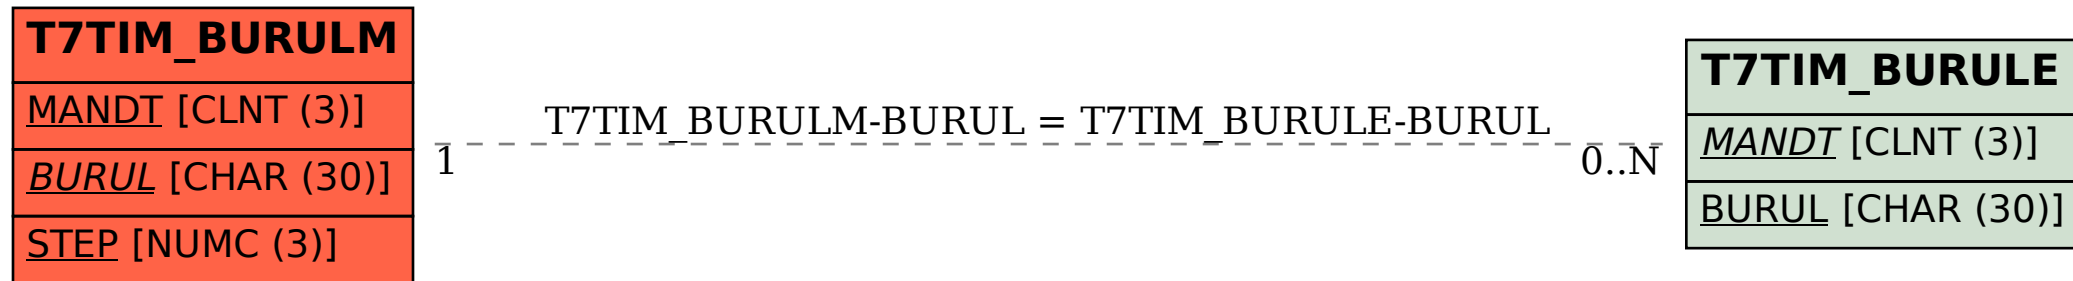 T7TIM_BURULM
MANDT [CLNT (3)]
BURUL [CHAR (30)]
STEP [NUMC (3)]
T7TIM_BURULM-BURUL = T7TIM_BURULE-BURUL
1
0..N
T7TIM_BURULE
MANDT [CLNT (3)]
BURUL [CHAR (30)]